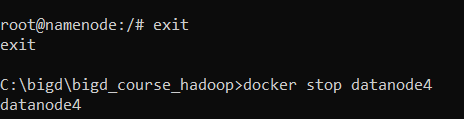 root@namenode:/# exit
exit
C:\bigd\bigd_course_hadoop>docker stop datanode4
datanode4